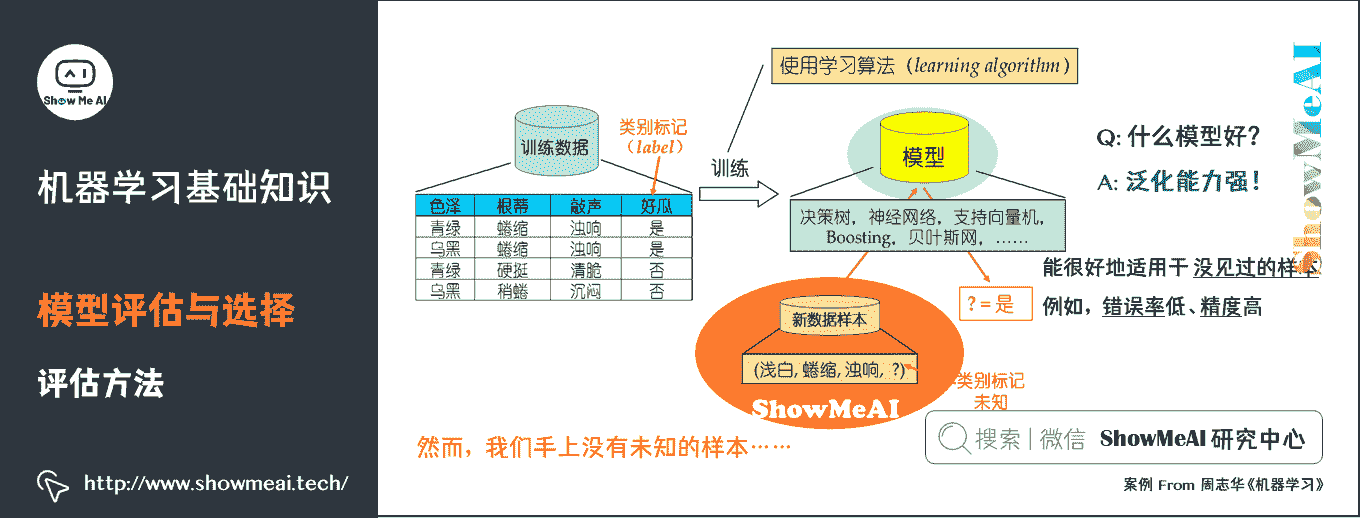 Show Me AI
机器学习基础知识
模型评估与选择
评估方法
http://www.showmeai.tech/
使用学习算法（learning algorithm）
训练数据
类别标记
（label）
色泽 根蒂 敲声 好瓜
青绿 蜷缩 浊响 是
乌黑 蜷缩 浊响 是
青绿 硬挺 清脆 否
乌黑 稍蜷 沉闷 否
训练
模型
决策树，神经网络，支持向量机，
Boosting，贝叶斯网，……
? = 是
新数据样本
(浅白, 蜷缩, 浊响, ?)
类别标记
未知
ShowMeAI
Q: 什么模型好？
A: 泛化能力强！
能很好地适用于 没见过的样本
例如，错误率低、精度高
ShowMeAI
然而，我们手上没有未知的样本……
搜索 | 微信 ShowMeAI 研究中心
案例 From 周志华《机器学习》